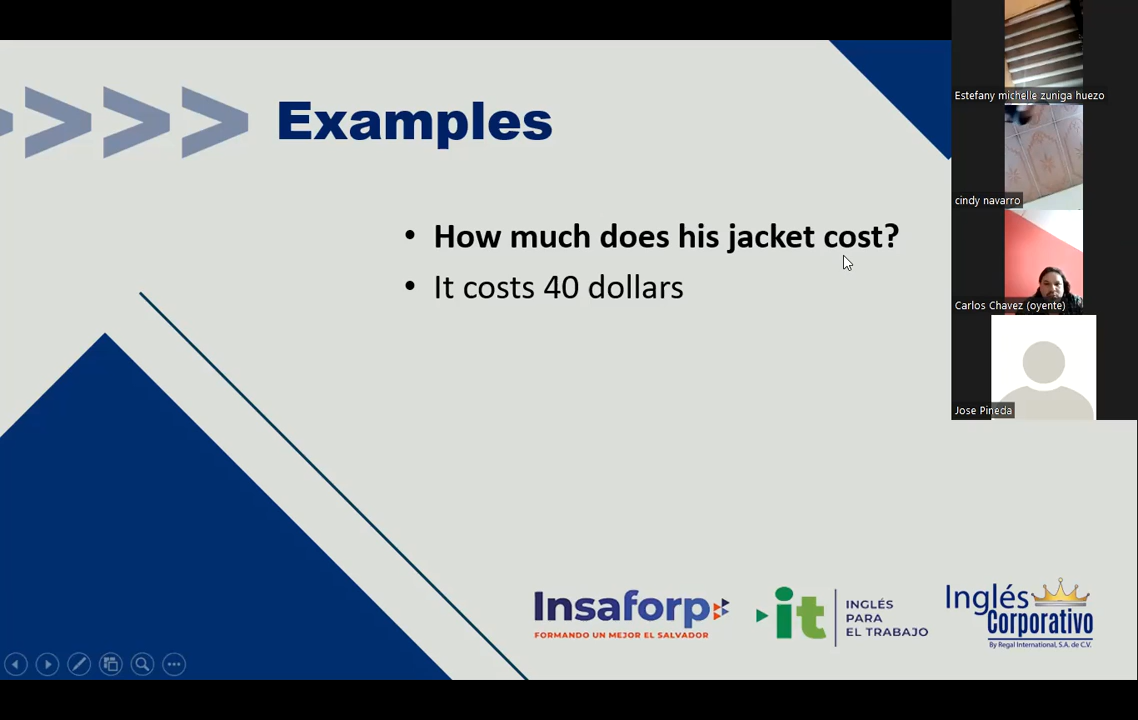 Examples
• How much does his jacket cost?
• It costs 40 dollars
Estefany michelle zuniga huezo
cindy navarro
Carlos Chavez (oyente)
Jose Pineda
Insaforp
FORMANDO UN MEJOR EL SALVADOR
it
INGLÉS
PARA
EL TRABAJO
Inglés
Corporativo
By Regal International, S.A. de C.V.